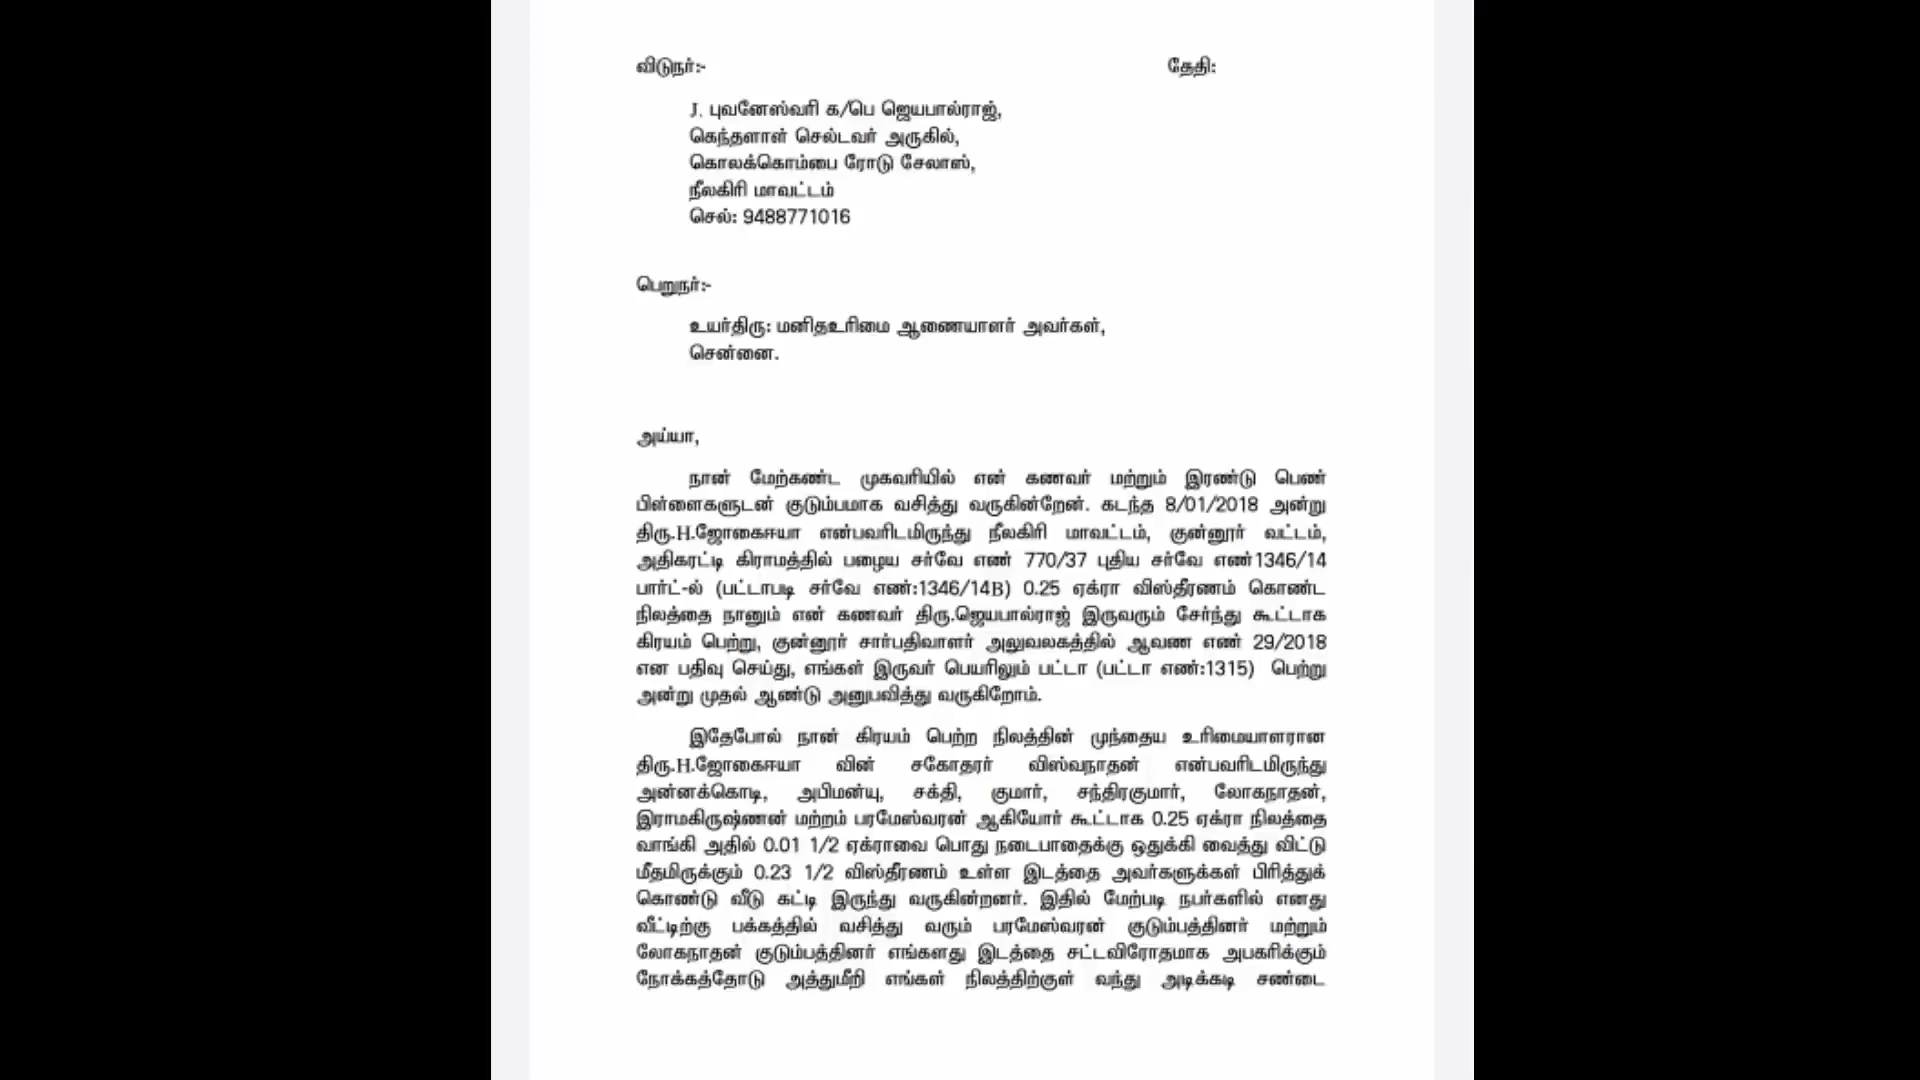 விடுநர்:- தேதி:
J. புவனேஸ்வரி க/பெ ஜெயபால்ராஜ்,
கெந்தளாள் செல்டவர் அருகில்,
கொலக்கொம்பை ரோடு சேலாஸ்,
நீலகிரி மாவட்டம்
செல்: 9488771016
பெறுநர்:-
உயர்திரு: மனிதஉரிமை ஆணையாளர் அவர்கள்,
சென்னை.
அய்யா,
நான் மேற்கண்ட முகவரியில் என் கணவர் மற்றும் இரண்டு பெண்
பிள்ளைகளுடன் குடும்பமாக வசித்து வருகின்றேன். கடந்த 8/01/2018 அன்று
திரு.H.ஜோகைஈயா என்பவரிடமிருந்து நீலகிரி மாவட்டம், குன்னூர் வட்டம்,
அதிகரட்டி கிராமத்தில் பழைய சர்வே எண் 770/37 புதிய சர்வே எண்1346/14
பார்ட்-ல் (பட்டாபடி சர்வே எண்:1346/14B) 0.25 ஏக்ரா விஸ்தீரணம் கொண்ட
நிலத்தை நானும் என் கணவர் திரு.ஜெயபால்ராஜ் இருவரும் சேர்ந்து கூட்டாக
கிரயம் பெற்று, குன்னூர் சார்பதிவாளர் அலுவலகத்தில் ஆவண எண் 29/2018
என பதிவு செய்து, எங்கள் இருவர் பெயரிலும் பட்டா (பட்டா எண்:1315) பெற்று
அன்று முதல் ஆண்டு அனுபவித்து வருகிறோம்.
இதேபோல் நான் கிரயம் பெற்ற நிலத்தின் முந்தைய உரிமையாளரான
திரு.H.ஜோகைஈயா வின் சகோதரர் விஸ்வநாதன் என்பவரிடமிருந்து
அன்னக்கொடி, அபிமன்யு, சக்தி, குமார், சந்திரகுமார், லோகநாதன்,
இராமகிருஷ்ணன் மற்றம் பரமேஸ்வரன் ஆகியோர் கூட்டாக 0.25 ஏக்ரா நிலத்தை
வாங்கி அதில் 0.01 1/2 ஏக்ராவை பொது நடைபாதைக்கு ஒதுக்கி வைத்து விட்டு
மீதமிருக்கும் 0.23 1/2 விஸ்தீரணம் உள்ள இடத்தை அவர்களுக்கள் பிரித்துக்
கொண்டு வீடு கட்டி இருந்து வருகின்றனர். இதில் மேற்படி நபர்களில் எனது
வீட்டிற்கு பக்கத்தில் வசித்து வரும் பரமேஸ்வரன் குடும்பத்தினர் மற்றும்
லோகநாதன் குடும்பத்தினர் எங்களது இடத்தை சட்டவிரோதமாக அபகரிக்கும்
நோக்கத்தோடு அத்துமீறி எங்கள் நிலத்திற்குள் வந்து அடிக்கடி சண்டை